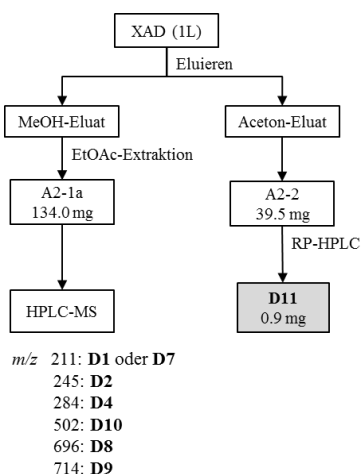 XAD (1L)
Eluieren
MeOH-Eluat
Aceton-Eluat
EtOAc-Extraktion
A2-1a
134.0 mg
A2-2
39.5 mg
RP-HPLC
HPLC-MS
D11
0.9 mg
m/z 211: D1 oder D7
245: D2
284: D4
502: D10
696: D8
714: D9